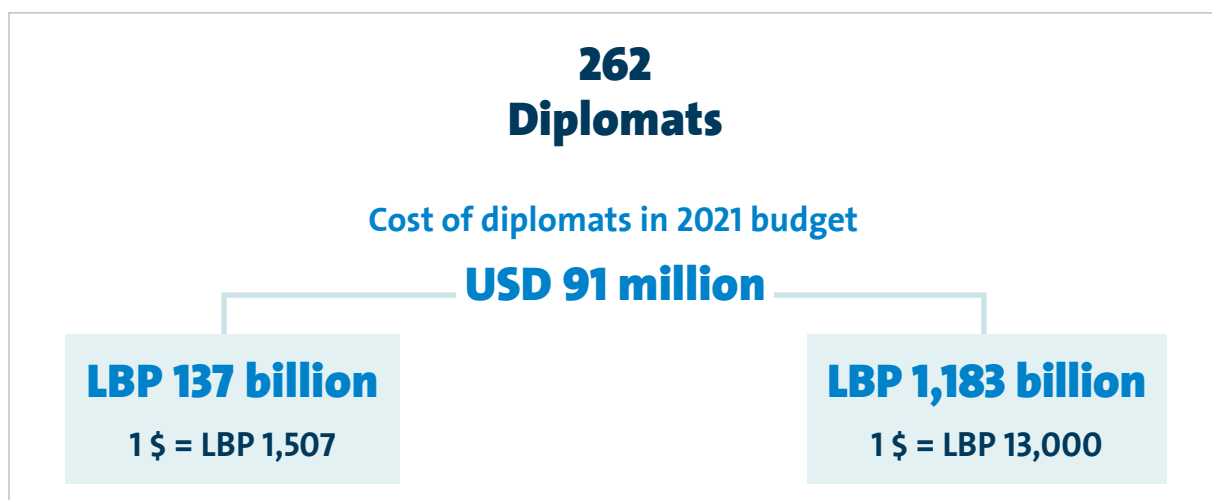 262
Diplomats
Cost of diplomats in 2021 budget
USD 91 million
LBP 137 billion
1 $ = LBP 1,507
LBP 1,183 billion
1 $ = LBP 13,000